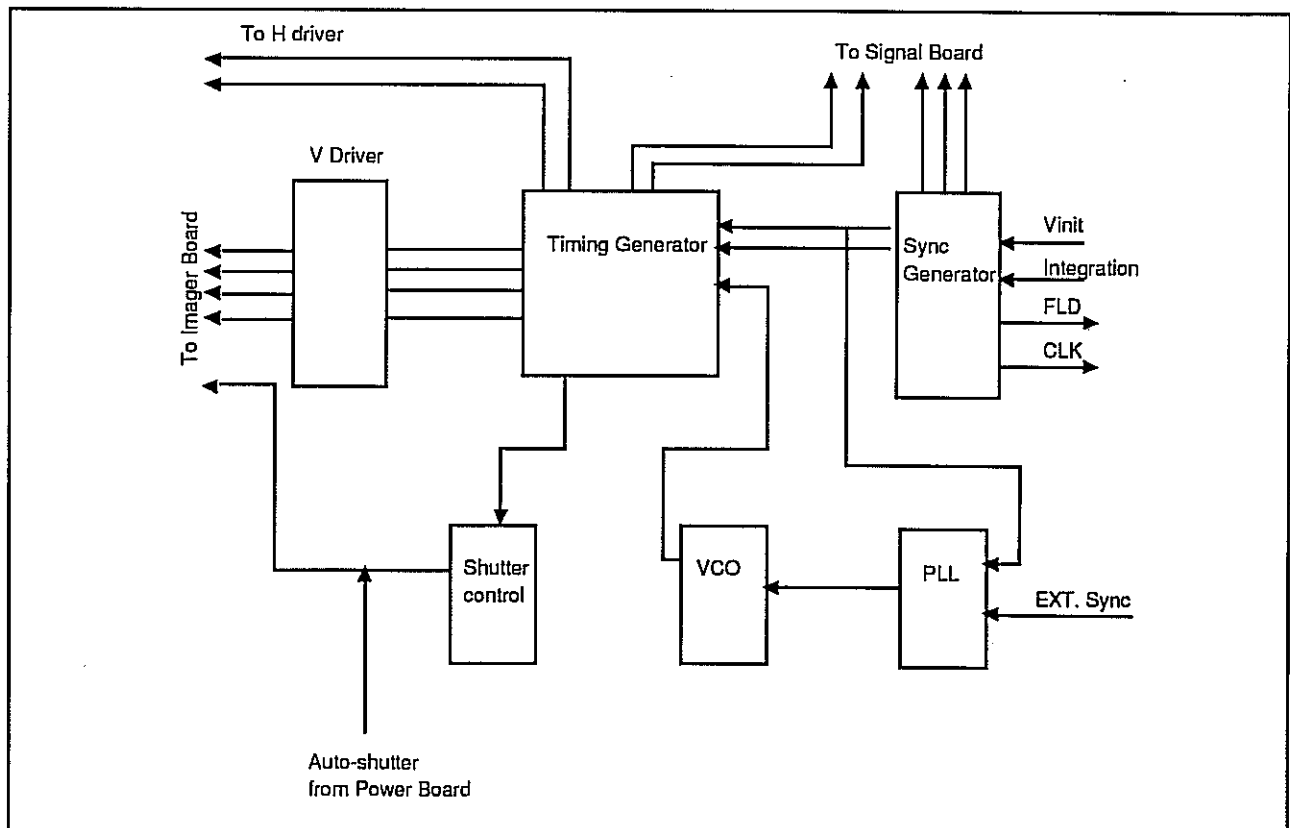 To H driver
To Signal Board
V Driver
Timing Generator
Sync
Generator
Vinit
Integration
FLD
CLK
To Imager Board
Shutter
control
VCO
PLL
EXT. Sync
Auto-shutter
from Power Board